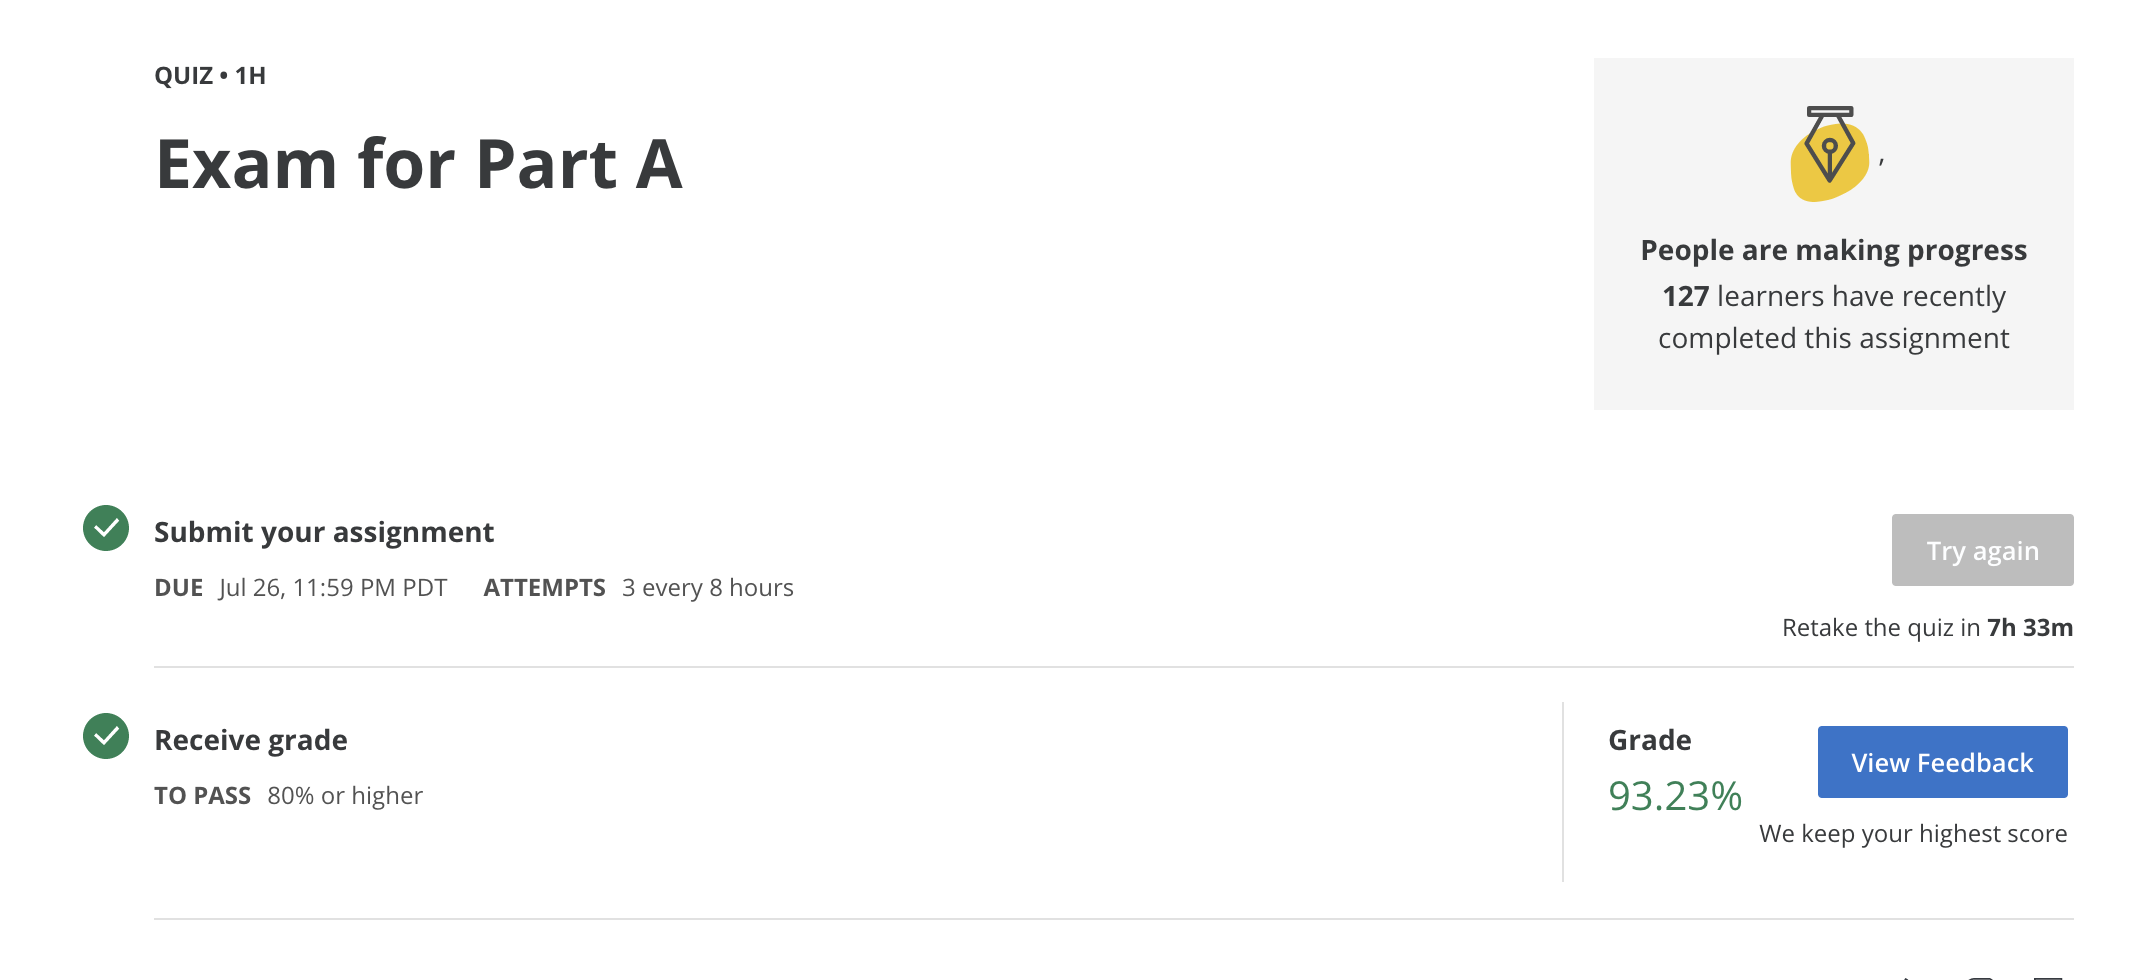 QUIZ • 1H
Exam for Part A
,
People are making progress
127 learners have recently
completed this assignment
Submit your assignment
DUE Jul 26, 11:59 PM PDT ATTEMPTS 3 every 8 hours
Try again
Retake the quiz in 7h 33m
Receive grade
TO PASS 80% or higher
Grade
93.23%
View Feedback
We keep your highest score